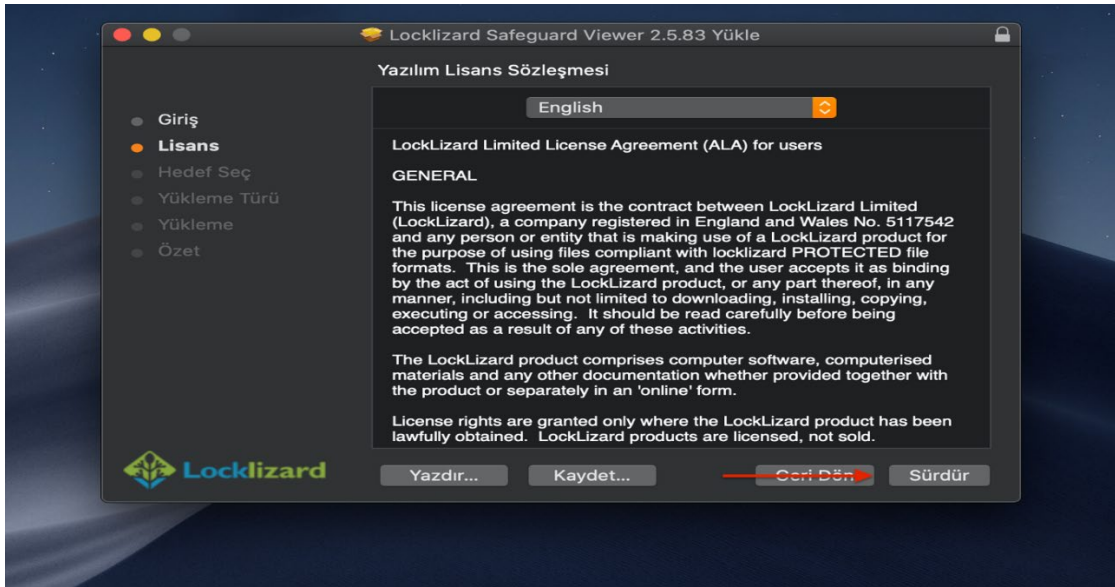 Locklizard Safeguard Viewer 2.5.83 Yükle
Yazılım Lisans Sözleşmesi
Giriş
Lisans
Hedef Seç
Yükleme Türü
Yükleme
Özet
English
LockLizard Limited License Agreement (ALA) for users
GENERAL
This license agreement is the contract between LockLizard Limited
(LockLizard), a company registered in England and Wales No. 5117542
and any person or entity that is making use of a LockLizard product for
the purpose of using files compliant with locklizard PROTECTED file
formats.  This is the sole agreement, and the user accepts it as binding
by the act of using the LockLizard product, or any part thereof, in any
manner, including but not limited to downloading, installing, copying,
executing or accessing.  It should be read carefully before being
accepted as a result of any of these activities.
The LockLizard product comprises computer software, computerised
materials and any other documentation whether provided together with
the product or separately in an 'online' form.
License rights are granted only where the LockLizard product has been
lawfully obtained.  LockLizard products are licensed, not sold.
Locklizard
Yazdır...
Kaydet...
Geri Dön
Sürdür